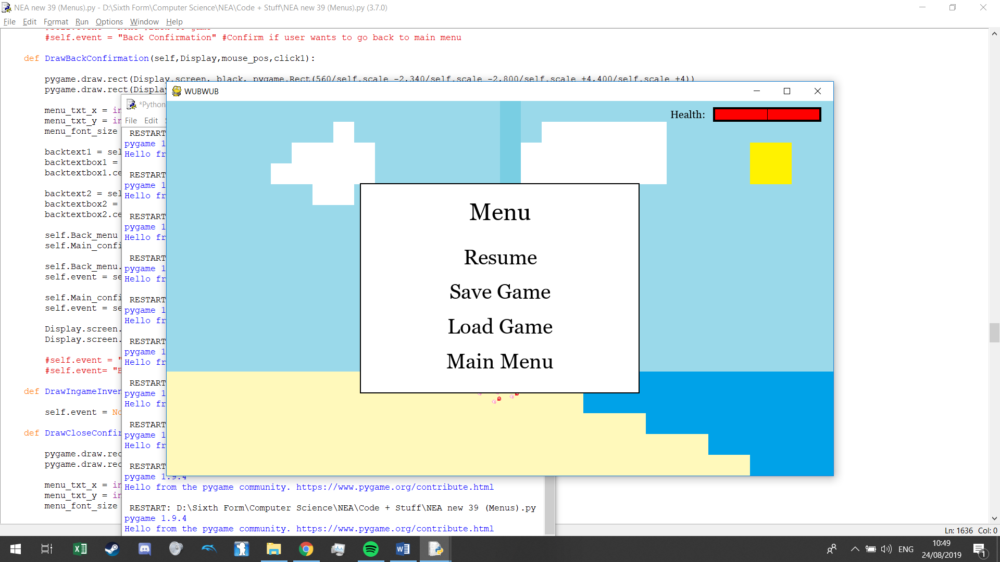 NEA new 39 (Menus).py - D:\Sixth Form\Computer Science\NEA\Code + Stuff\NEA new 39 (Menus).py (3.7.0)
File Edit Format Run Options Window Help
#self.event = "Back Confirmation" #Confirm if user wants to go back to main menu
def DrawBackConfirmation(self,Display,mouse_pos,click1):
pygame.draw.rect(Display.screen, black, pygame.Rect(560/self.scale -2,340/self.scale -2,800/self.scale +4,400/self.scale +4))
pygame.draw.rect(Displa
menu_txt_x = in
menu_txt_y = in
menu_font_size
backtext1 = sel
backtextbox1 =
backtextbox1.ce
backtext2 = sel
backtextbox2 =
backtextbox2.ce
self.Back_menu
self.Main_confi
self.Back_menu.
self.event = se
self.Main_confi
self.event = se
Display.screen.
Display.screen.
#self.event = "
#self.event= "B
def DrawIngameInven
self.event = No
def DrawCloseConfir
pygame.draw.rec
pygame.draw.rec
menu_txt_x = in
menu_txt_y = in
menu_font_size
*Python
File Edit
RESTART
pygame 1
Hello fr
RESTART
pygame 1
Hello fr
RESTART
pygame 1
Hello fr
RESTART
pygame 1
Hello fr
RESTART
pygame 1
Hello fr
RESTART
pygame 1
Hello fr
RESTART
pygame 1
Hello fr
RESTART
pygame 1
Hello fr
RESTART
pygame 1.9.4
Hello from the pygame community. https://www.pygame.org/contribute.html
RESTART: D:\Sixth Form\Computer Science\NEA\Code + Stuff\NEA new 39 (Menus).py
pygame 1.9.4
Hello from the pygame community. https://www.pygame.org/contribute.html
WUBWUB
Health:
Menu
Resume
Save Game
Load Game
Main Menu
Ln: 1636 Col: 0
ENG
10:49
24/08/2019
1